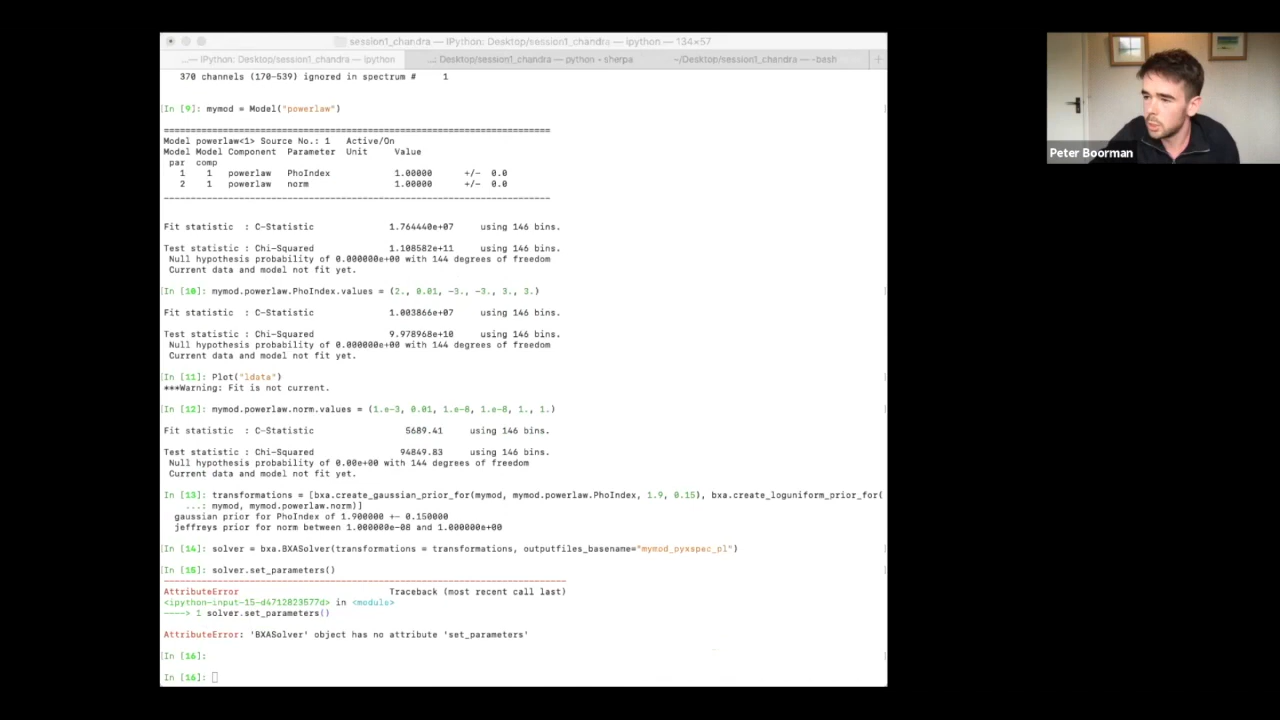 session1_chandra — IPython: Desktop/session1_chandra — ipython — 134×57
...— IPython: Desktop/session1_chandra — ipython
...: Desktop/session1_chandra — python ‹ sherpa
~/Desktop/session1_chandra — -bash
+
370 channels (170-539) ignored in spectrum # 1
[In [9]: mymod = Model("powerlaw")
Model powerlaw<1> Source No.: 1 Active/On
Model Model Component Parameter Unit Value
par comp
1 1 powerlaw PhoIndex 1.00000 +/- 0.0
2 1 powerlaw norm 1.00000 +/- 0.0
Fit statistic : C-Statistic 1.764440e+07 using 146 bins.
Test statistic : Chi-Squared 1.108582e+11 using 146 bins.
Null hypothesis probability of 0.000000e+00 with 144 degrees of freedom
Current data and model not fit yet.
[In [10]: mymod.powerlaw.PhoIndex.values = (2., 0.01, -3., -3., 3., 3.)
Fit statistic : C-Statistic 1.003866e+07 using 146 bins.
Test statistic : Chi-Squared 9.978968e+10 using 146 bins.
Null hypothesis probability of 0.000000e+00 with 144 degrees of freedom
Current data and model not fit yet.
[In [11]: Plot("ldata")
***Warning: Fit is not current.
[In [12]: mymod.powerlaw.norm.values = (1.e-3, 0.01, 1.e-8, 1.e-8, 1., 1.)
Fit statistic : C-Statistic 5689.41 using 146 bins.
Test statistic : Chi-Squared 94849.83 using 146 bins.
Null hypothesis probability of 0.00e+00 with 144 degrees of freedom
Current data and model not fit yet.
In [13]: transformations = [bxa.create_gaussian_prior_for(mymod, mymod.powerlaw.PhoIndex, 1.9, 0.15), bxa.create_loguniform_prior_for(
...: mymod, mymod.powerlaw.norm)]
gaussian prior for PhoIndex of 1.900000 +- 0.150000
jeffreys prior for norm between 1.000000e-08 and 1.000000e+00
[In [14]: solver = bxa.BXASolver(transformations = transformations, outputfiles_basename="mymod_pyxspec_pl")
[In [15]: solver.set_parameters()
AttributeError Traceback (most recent call last)
<ipython-input-15-d4712823577d> in <module>
----> 1 solver.set_parameters()
AttributeError: 'BXASolver' object has no attribute 'set_parameters'
[In [16]:
In [16]:
Peter Boorman